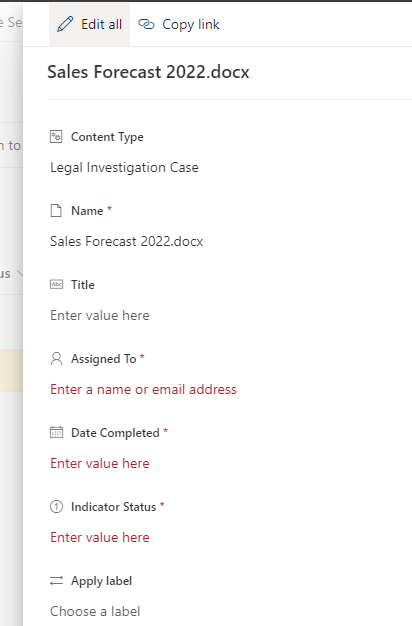 e Se
Edit all
Copy link
Sales Forecast 2022.docx
Content Type
Legal Investigation Case
n to
Name *
Sales Forecast 2022.docx
us
Abc
Title
Enter value here
Assigned To *
Enter a name or email address
Date Completed *
Enter value here
1
Indicator Status *
Enter value here
Apply label
Choose a label